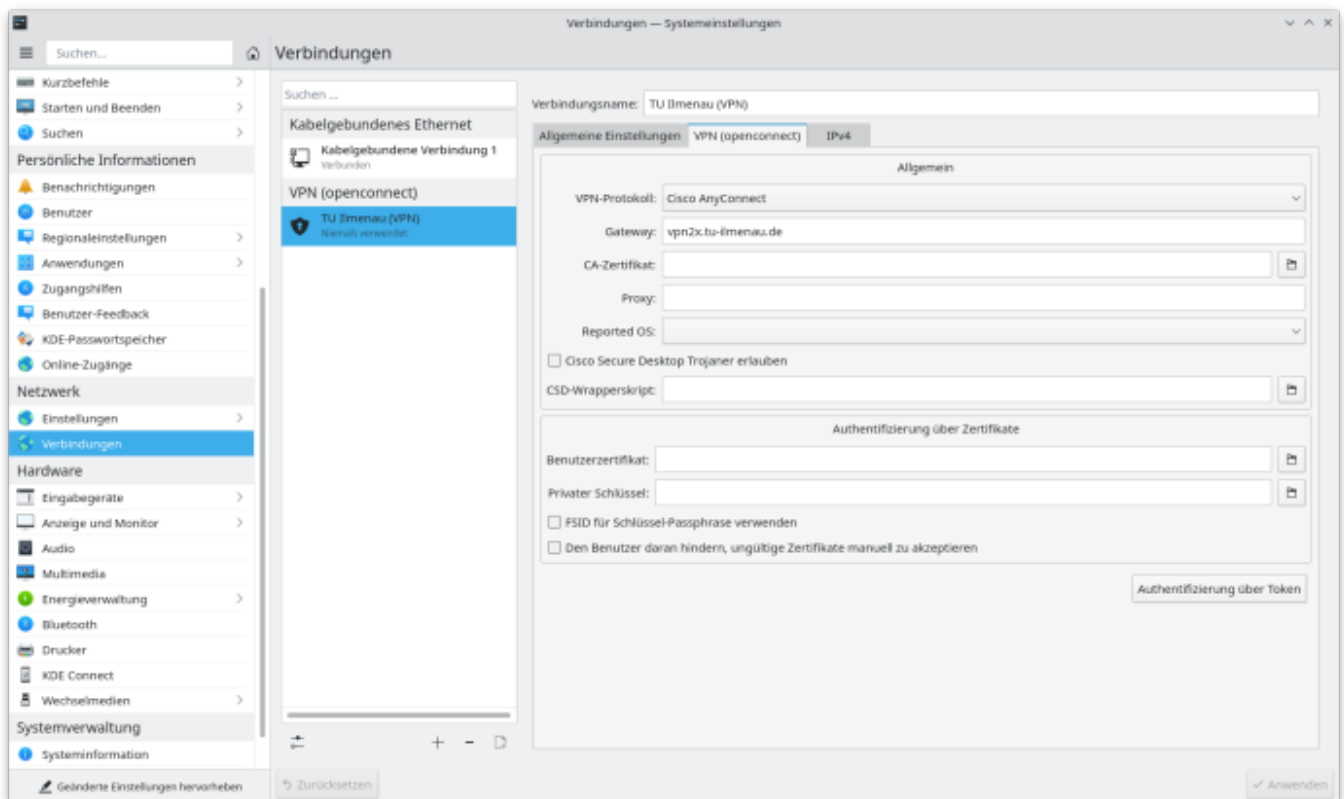 Verbindungen — Systemeinstellungen
Suchen...
Verbindungen
Kurzbefehle
Starten und Beenden
Suchen
Persönliche Informationen
Benachrichtigungen
Benutzer
Regionaleinstellungen
Anwendungen
Zugangshilfen
Benutzer-Feedback
KDE-Passwortspeicher
Online-Zugänge
Netzwerk
Einstellungen
Verbindungen
Hardware
Eingabegeräte
Anzeige und Monitor
Audio
Multimedia
Energieverwaltung
Bluetooth
Drucker
KDE Connect
Wechselmedien
Systemverwaltung
Systeminformation
Geänderte Einstellungen hervorheben
Suchen ...
Kabelgebundenes Ethernet
Kabelgebundene Verbindung 1
Verbunden
VPN (openconnect)
TU Ilmenau (VPN)
Niemals verwendet
Verbindungsname: TU Ilmenau (VPN)
Allgemeine Einstellungen VPN (openconnect) IPv4
Allgemein
VPN-Protokoll: Cisco AnyConnect
Gateway: vpn2x.tu-ilmenau.de
CA-Zertifikat:
Proxy:
Reported OS:
Cisco Secure Desktop Trojaner erlauben
CSD-Wrapperskript:
Authentifizierung über Zertifikate
Benutzerzertifikat:
Privater Schlüssel:
FSID für Schlüssel-Passphrase verwenden
Den Benutzer daran hindern, ungültige Zertifikate manuell zu akzeptieren
Authentifizierung über Token
Zurücksetzen
Anwenden